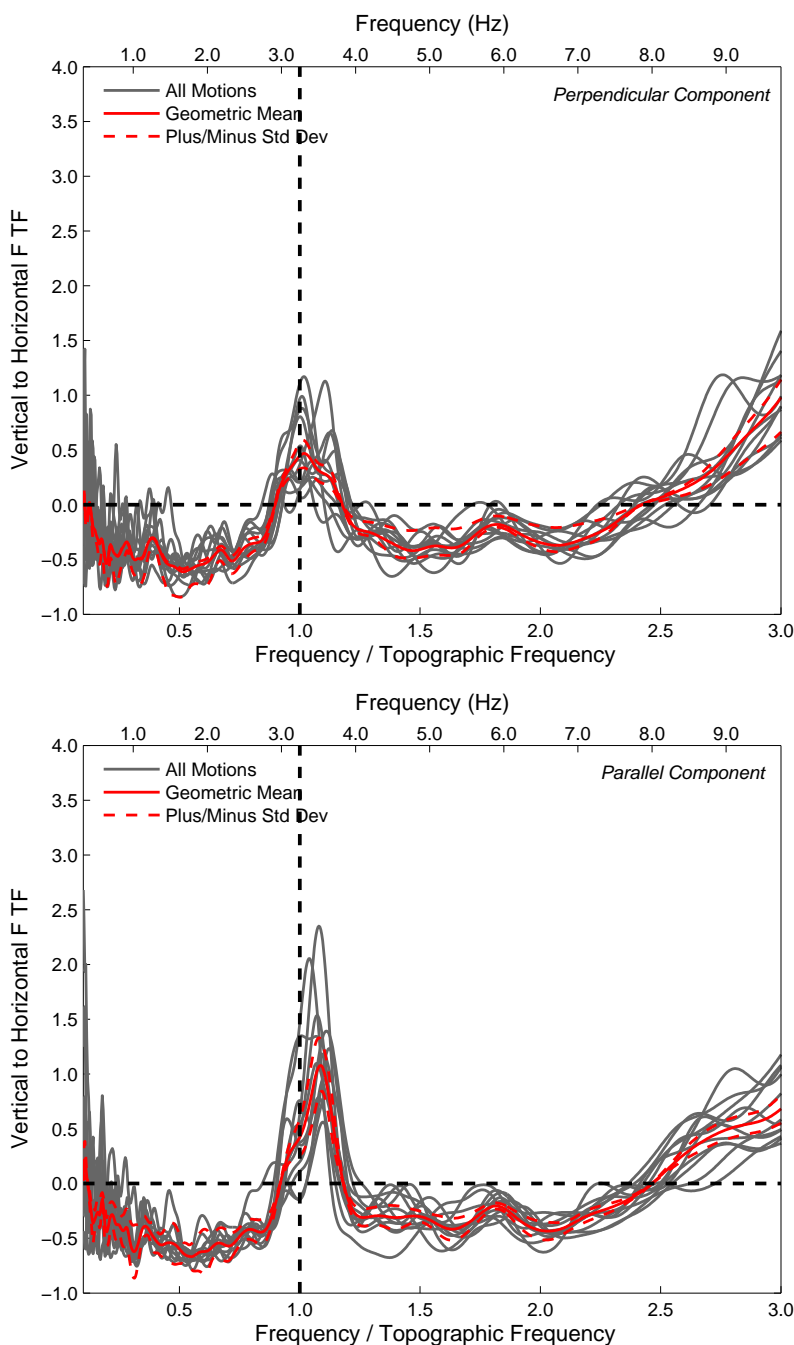 Frequency (Hz)
1.0 2.0 3.0 4.0 5.0 6.0 7.0 8.0 9.0
4.0
All Motions
Perpendicular Component
Geometric Mean
3.5
Plus/Minus Std Dev
3.0
2.5
2.0
1.5
1.0
0.5
0.0
−0.5
−1.0
Vertical to Horizontal F TF
0.5 1.0 1.5 2.0 2.5 3.0
Frequency / Topographic Frequency
Frequency (Hz)
1.0 2.0 3.0 4.0 5.0 6.0 7.0 8.0 9.0
4.0
All Motions
Parallel Component
Geometric Mean
3.5
Plus/Minus Std Dev
3.0
2.5
2.0
1.5
1.0
0.5
0.0
−0.5
−1.0
Vertical to Horizontal F TF
0.5 1.0 1.5 2.0 2.5 3.0
Frequency / Topographic Frequency